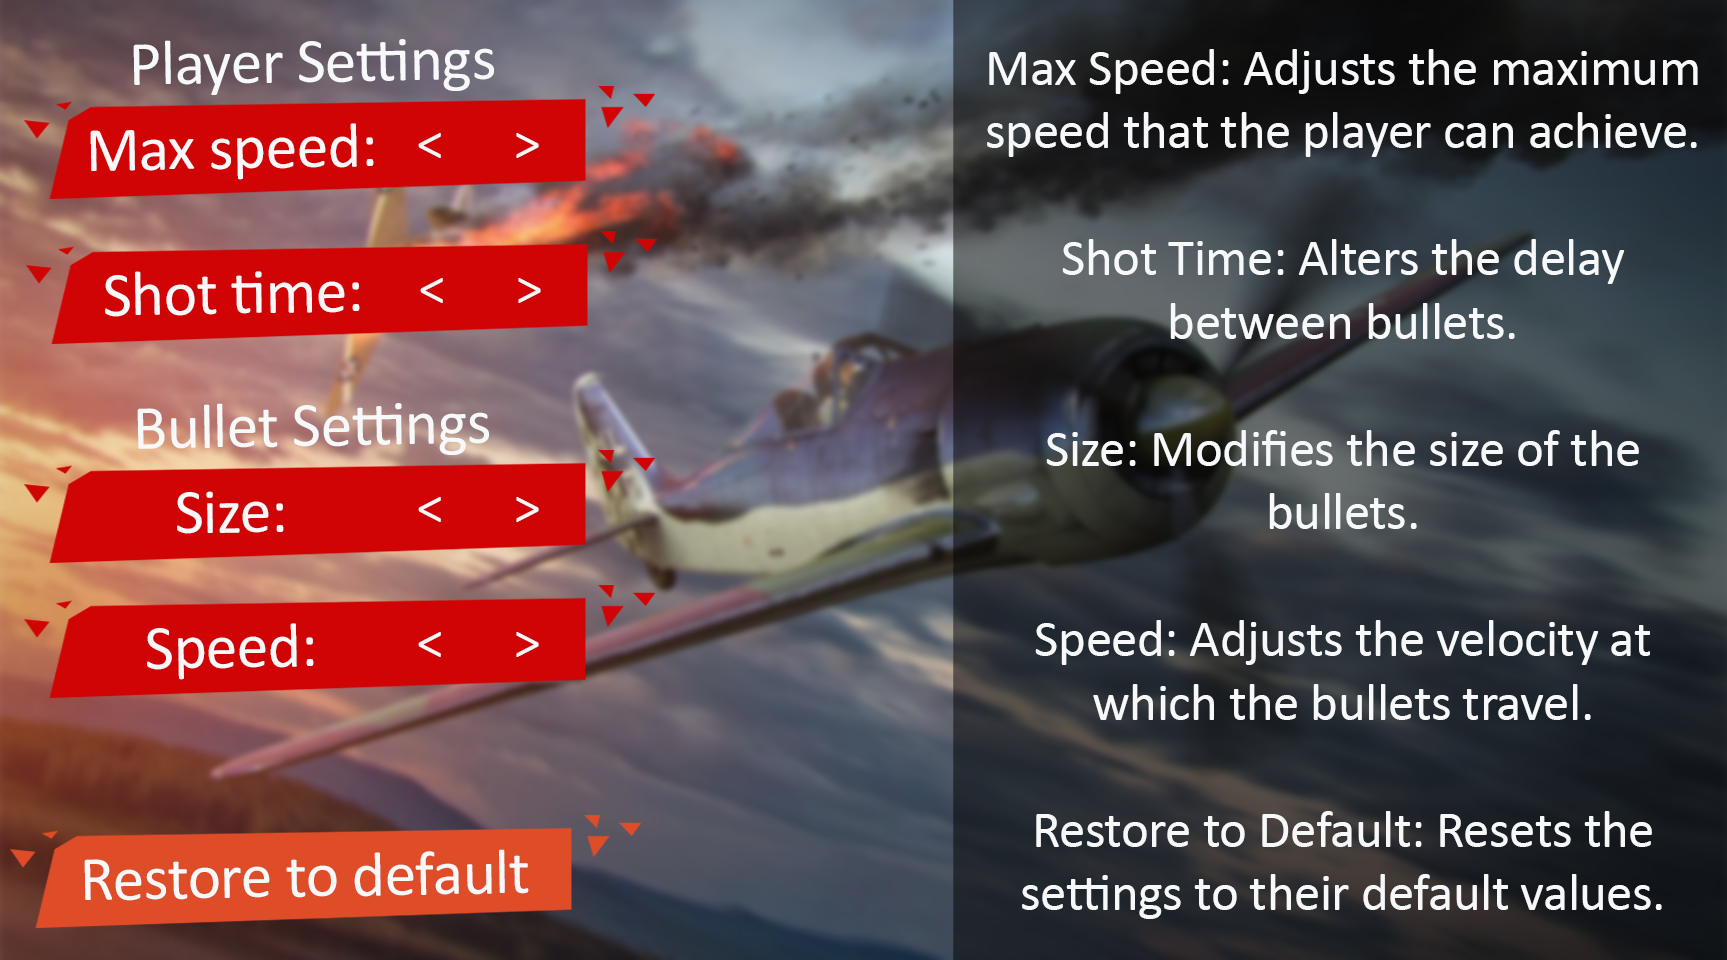 Player Settings
Max speed: < >
Shot time: < >
Bullet Settings
Size: < >
Speed: < >
Restore to default
Max Speed: Adjusts the maximum
speed that the player can achieve.
Shot Time: Alters the delay
between bullets.
Size: Modifies the size of the
bullets.
Speed: Adjusts the velocity at
which the bullets travel.
Restore to Default: Resets the
settings to their default values.